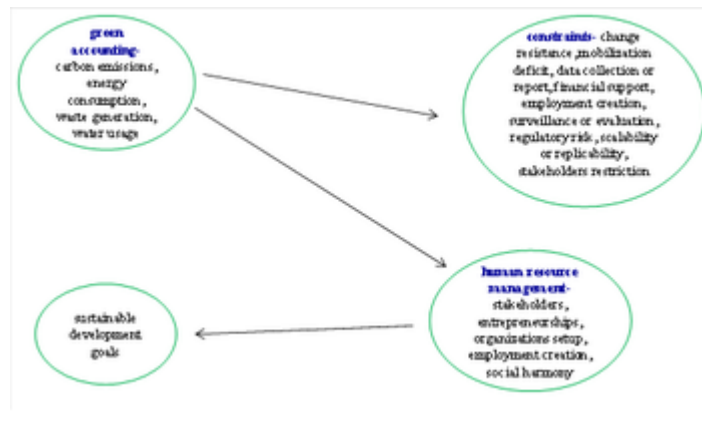 green
accounting-
carbon emissions,
energy
consumption,
waste generation,
water usage
constraints- change
resistance ,mobilization
deficit, data collection or
report,financial support,
employment creation,
surveillance or evaluation,
regulatory risk, scalability
or replicability,
stakeholders restriction
human resource
management-
stakeholders,
entrepreneurships,
organizations setup,
employment creation,
social harmony
sustainable
development
goals